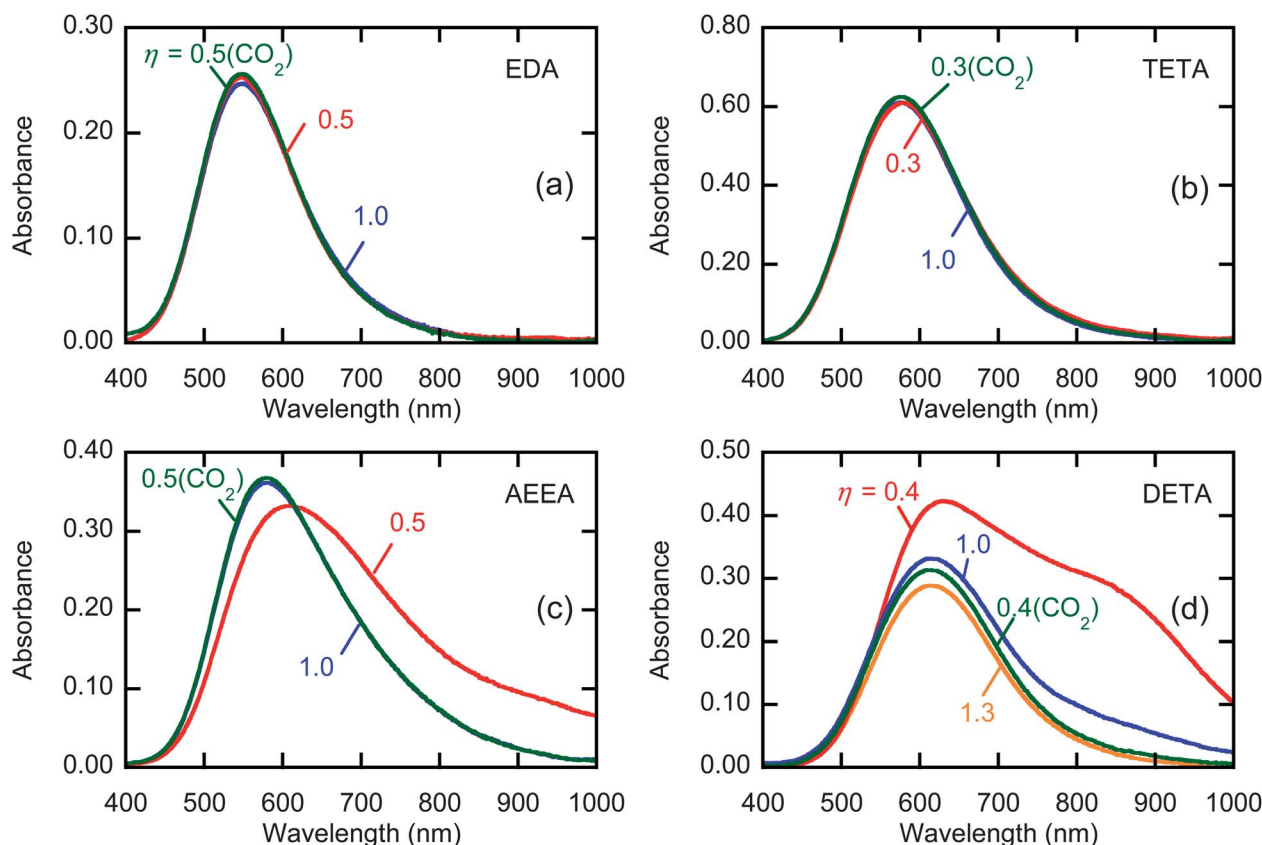 0.30
η = 0.5(CO2)
EDA
0.20
0.5
(a)
Absorbance
1.0
0.10
0.00
400 500 600 700 800 900 1000
Wavelength (nm)
0.80
TETA
0.3(CO2)
0.60
0.3
(b)
Absorbance
0.40
1.0
0.20
0.00
400 500 600 700 800 900 1000
Wavelength (nm)
0.40
0.5(CO2)
AEEA
0.30
0.5
Absorbance
0.20
(c)
1.0
0.10
0.00
400 500 600 700 800 900 1000
Wavelength (nm)
0.50
η = 0.4
DETA
0.40
1.0
0.30
Absorbance
0.4(CO2)
(d)
0.20
1.3
0.10
0.00
400 500 600 700 800 900 1000
Wavelength (nm)